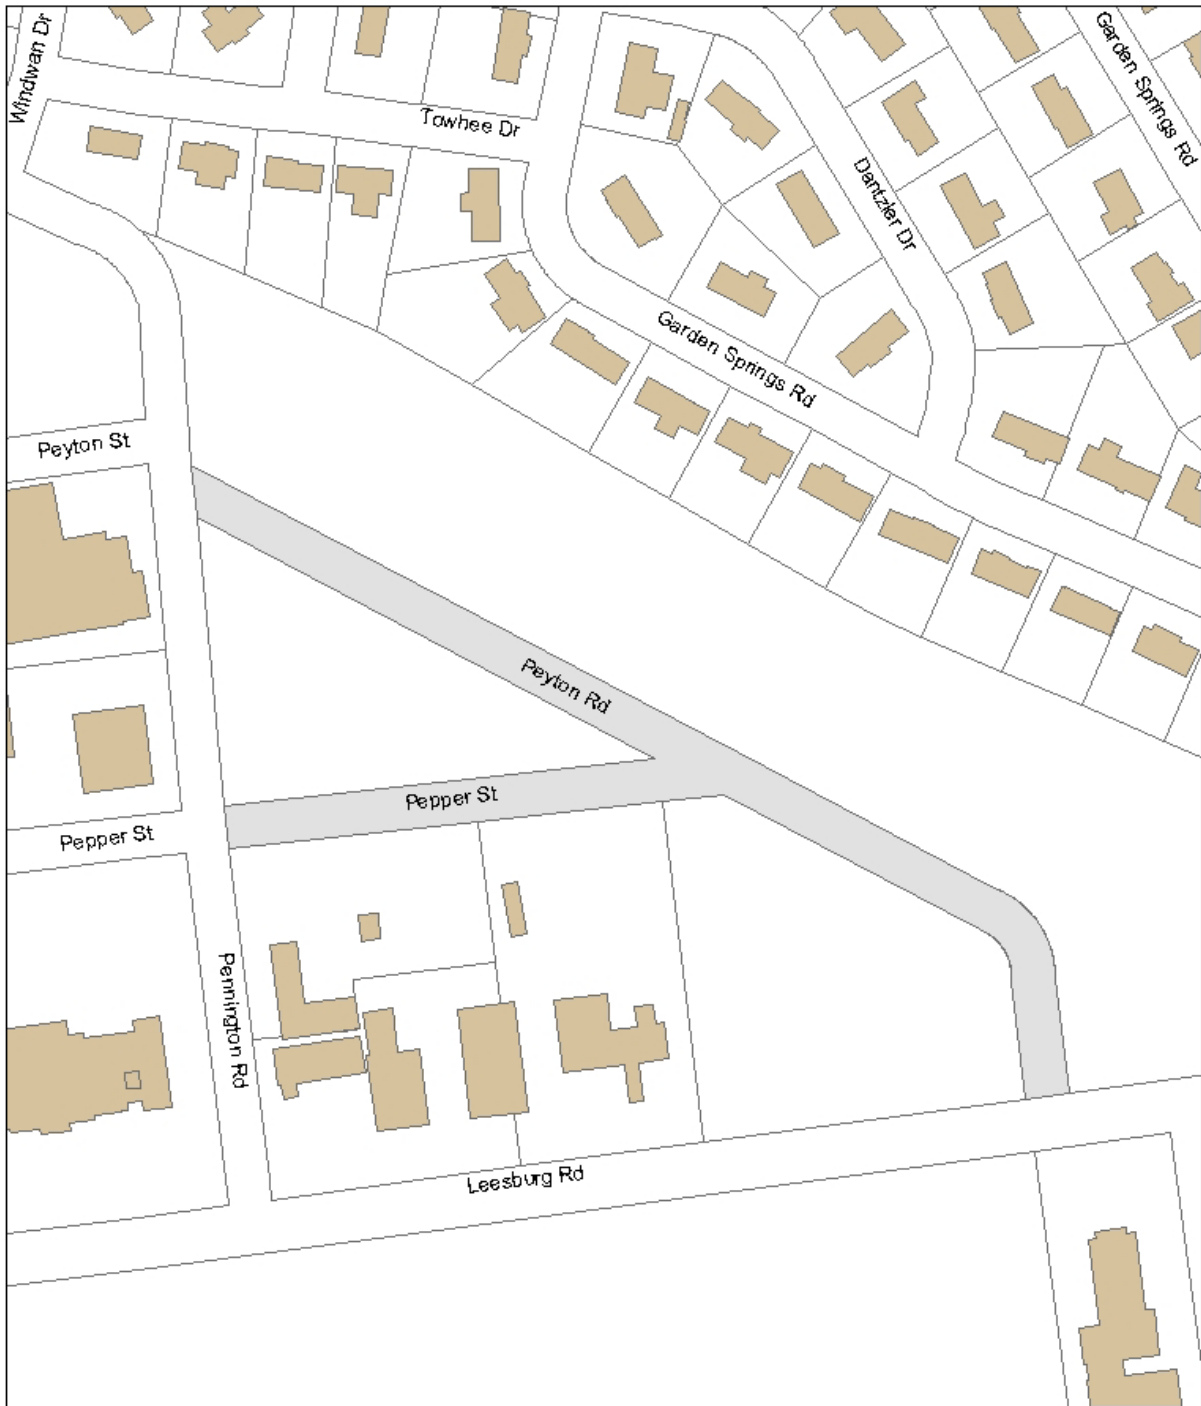 Windwan Dr
Garden Springs Rd
Towhee Dr
Dantzler Dr
Garden Springs Rd
Peyton St
Peyton Rd
Pepper St
Pepper St
Pennington Rd
Leesburg Rd